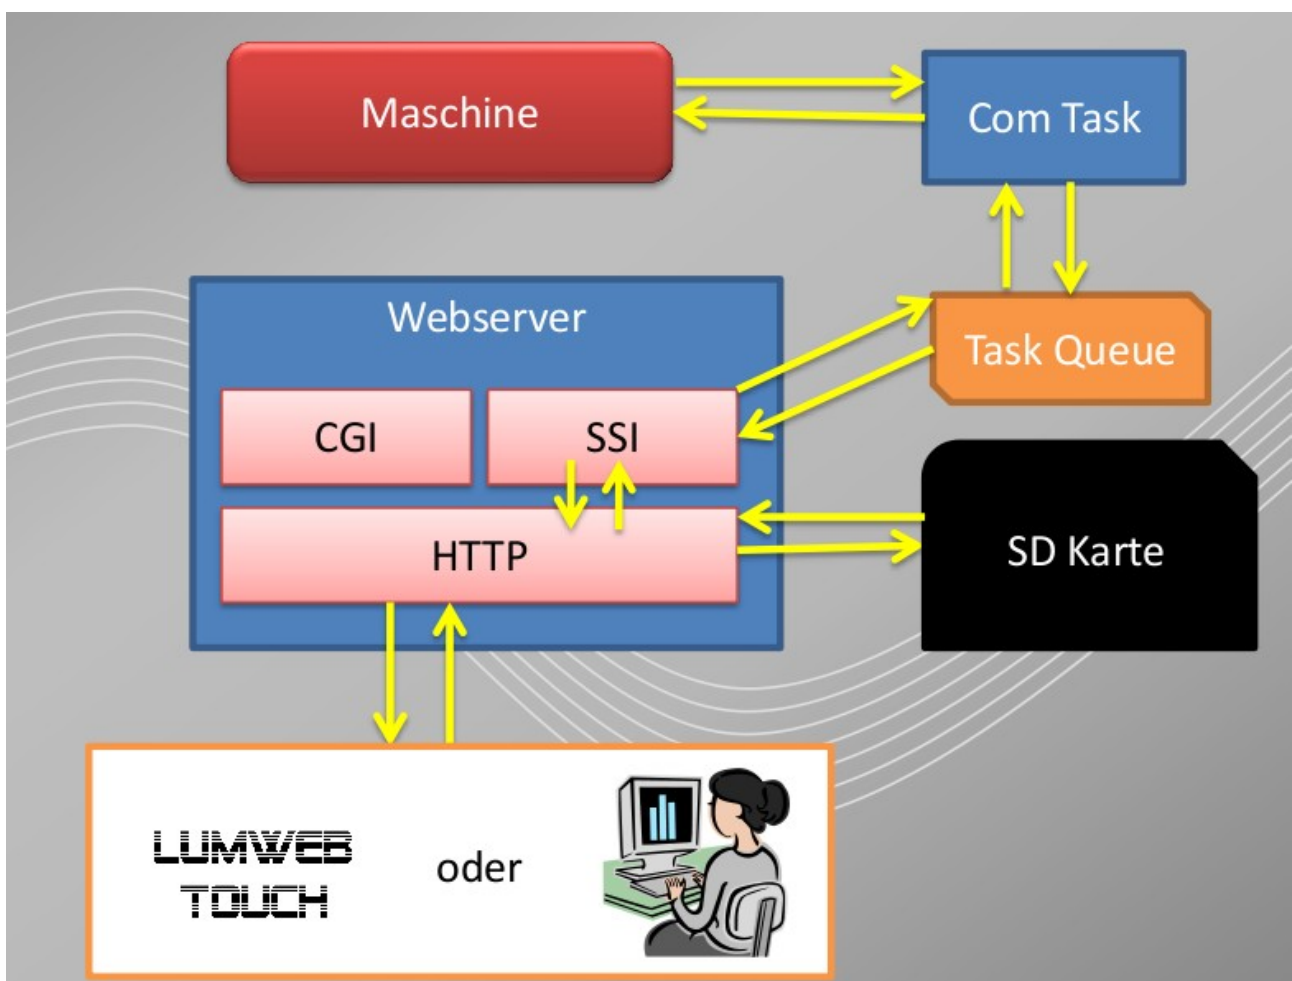 Maschine
Com Task
Webserver
Task Queue
CGI
SSI
HTTP
SD Karte
LUMWEB
TOUCH
oder